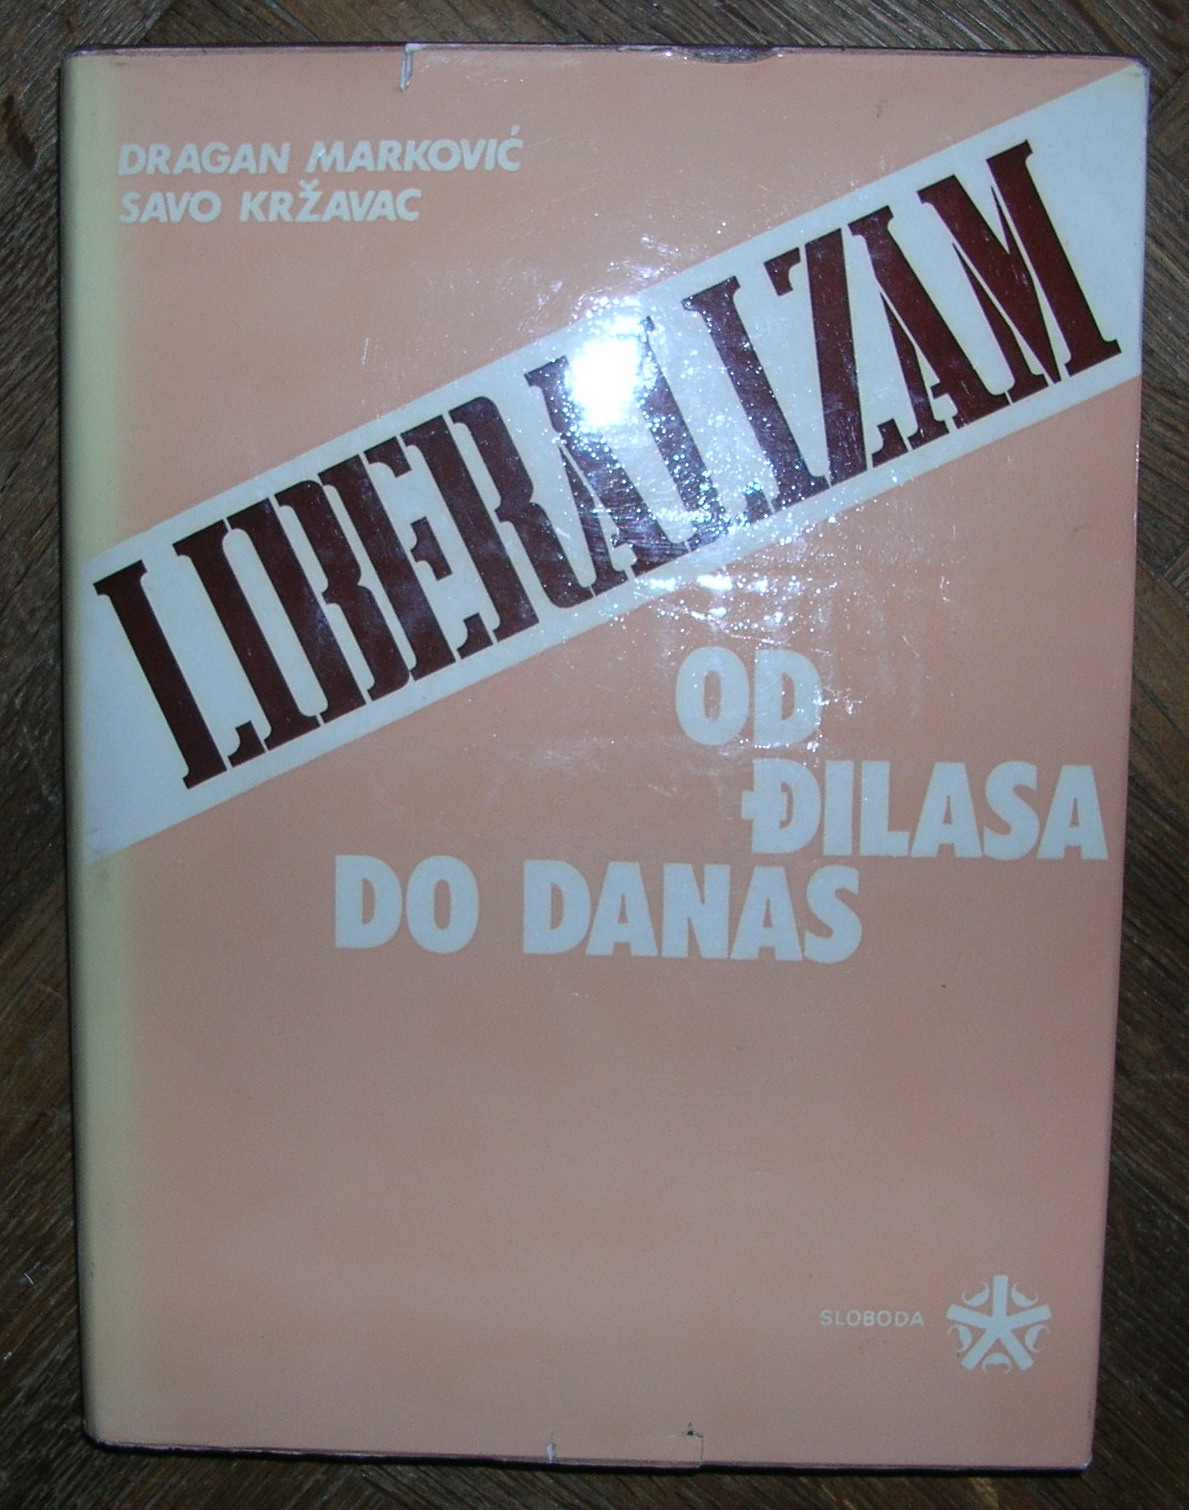 DRAGAN MARKOVIĆ
SAVO KRŽAVAC
LIBERALIZAM
OD
ĐILASA
DO DANAS
SLOBODA